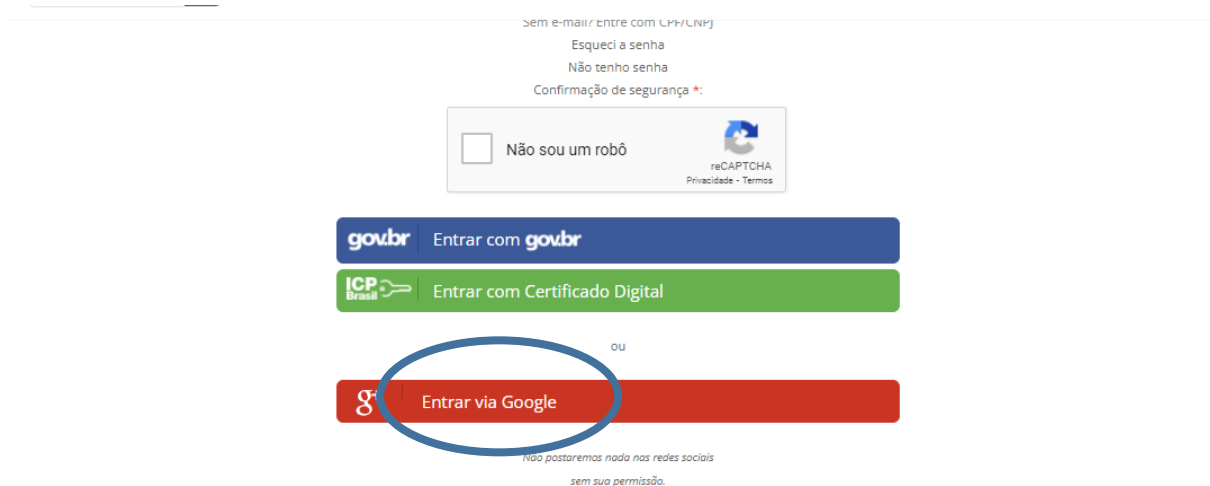 Sem e-mail? Entre com CPF/CNPJ
Esqueci a senha
Não tenho senha
Confirmação de segurança *:
Não sou um robô
reCAPTCHA
Privacidade - Termos
gov.br Entrar com gov.br
ICP Brasil Entrar com Certificado Digital
ou
g+ Entrar via Google
Não postaremos nada nas redes sociais
sem sua permissão.